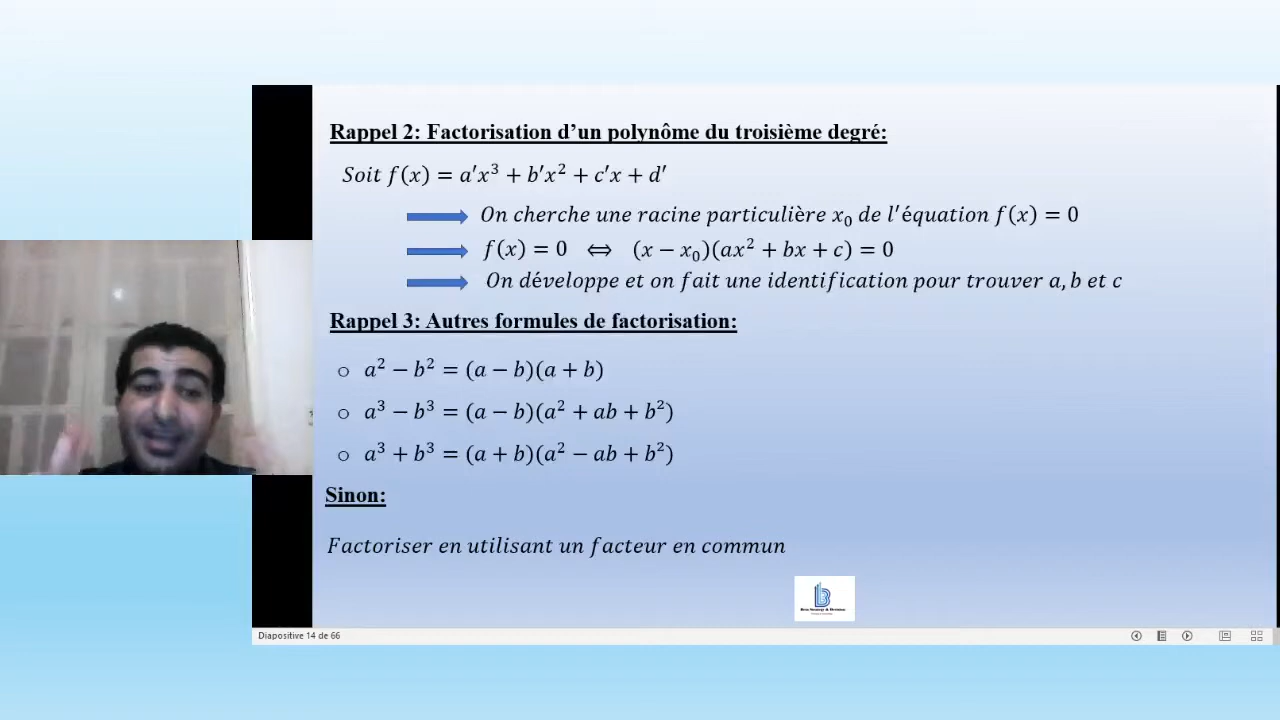 Rappel 2: Factorisation d’un polynôme du troisième degré:
Soit f(x) = a′x³ + b′x² + c′x + d′
On cherche une racine particulière x₀ de l′équation f(x) = 0
f(x) = 0 ⇔ (x − x₀)(ax² + bx + c) = 0
On développe et on fait une identification pour trouver a, b et c
Rappel 3: Autres formules de factorisation:
○ a² − b² = (a − b)(a + b)
○ a³ − b³ = (a − b)(a² + ab + b²)
○ a³ + b³ = (a + b)(a² − ab + b²)
Sinon:
Factoriser en utilisant un facteur en commun
Diapositive 14 de 66